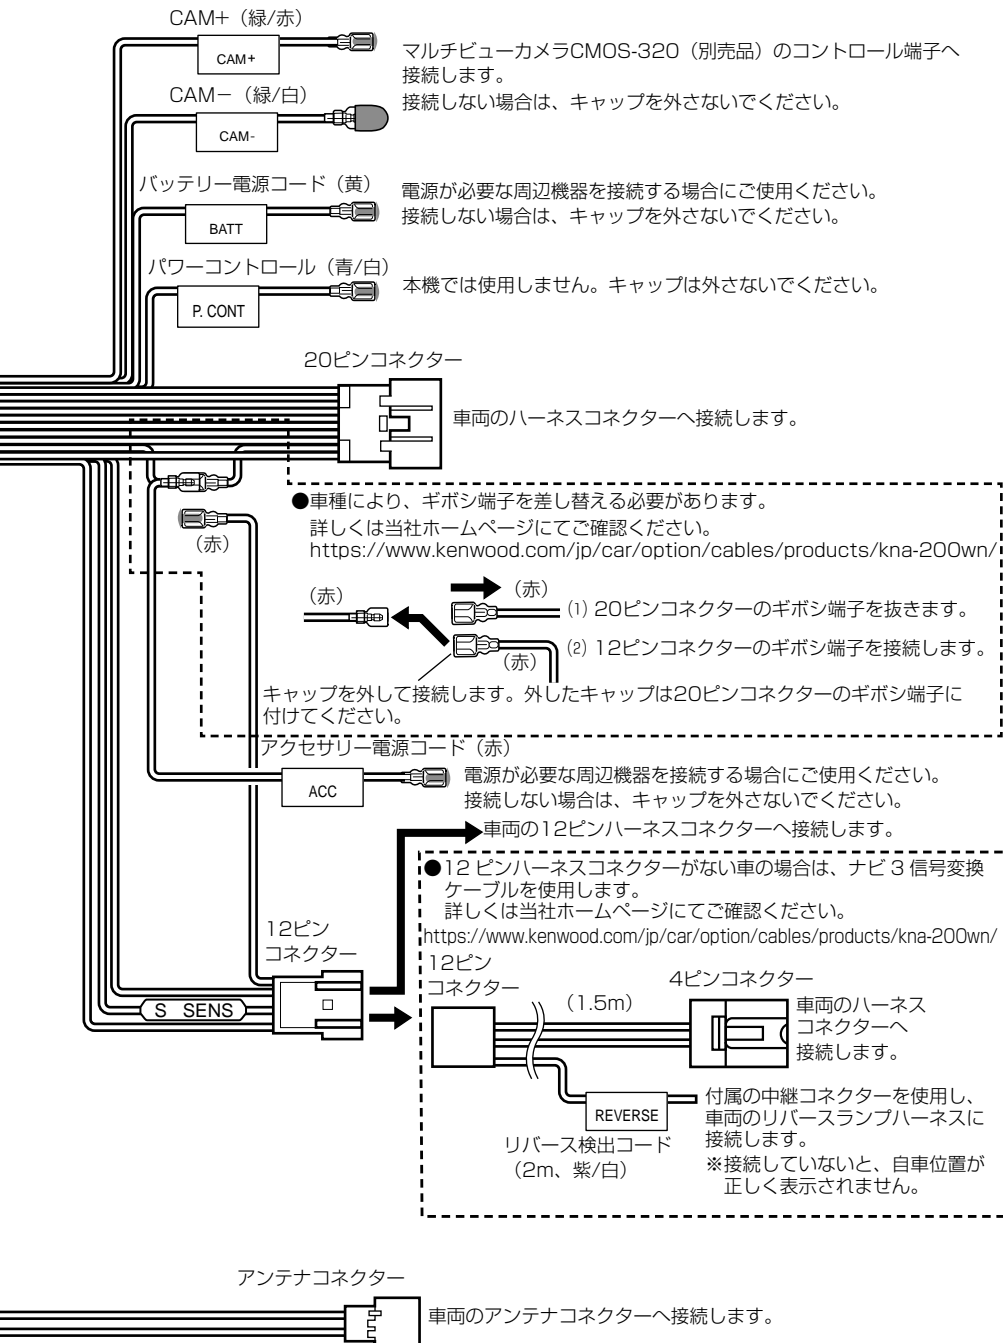 CAM+（緑/赤）
CAM+
マルチビューカメラCMOS-320（別売品）のコントロール端子へ
接続します。
接続しない場合は、キャップを外さないでください。
CAM−（緑/白）
CAM-
バッテリー電源コード（黄）
BATT
電源が必要な周辺機器を接続する場合にご使用ください。
接続しない場合は、キャップを外さないでください。
パワーコントロール（青/白）
P. CONT
本機では使用しません。キャップは外さないでください。
20ピンコネクター
車両のハーネスコネクターへ接続します。
●車種により、ギボシ端子を差し替える必要があります。
詳しくは当社ホームページにてご確認ください。
https://www.kenwood.com/jp/car/option/cables/products/kna-200wn/
（赤）
（赤）
（赤）
⑴ 20ピンコネクターのギボシ端子を抜きます。
⑵ 12ピンコネクターのギボシ端子を接続します。
（赤）
キャップを外して接続します。外したキャップは20ピンコネクターのギボシ端子に
付けてください。
アクセサリー電源コード（赤）
ACC
電源が必要な周辺機器を接続する場合にご使用ください。
接続しない場合は、キャップを外さないでください。
車両の12ピンハーネスコネクターへ接続します。
●12 ピンハーネスコネクターがない車の場合は、ナビ 3 信号変換
ケーブルを使用します。
詳しくは当社ホームページにてご確認ください。
https://www.kenwood.com/jp/car/option/cables/products/kna-200wn/
12ピン
コネクター
S SENS
12ピン
コネクター
（1.5m）
4ピンコネクター
車両のハーネス
コネクターへ
接続します。
REVERSE
リバース検出コード
（2m、紫/白）
付属の中継コネクターを使用し、
車両のリバースランプハーネスに
接続します。
※接続していないと、自車位置が
正しく表示されません。
アンテナコネクター
車両のアンテナコネクターへ接続します。